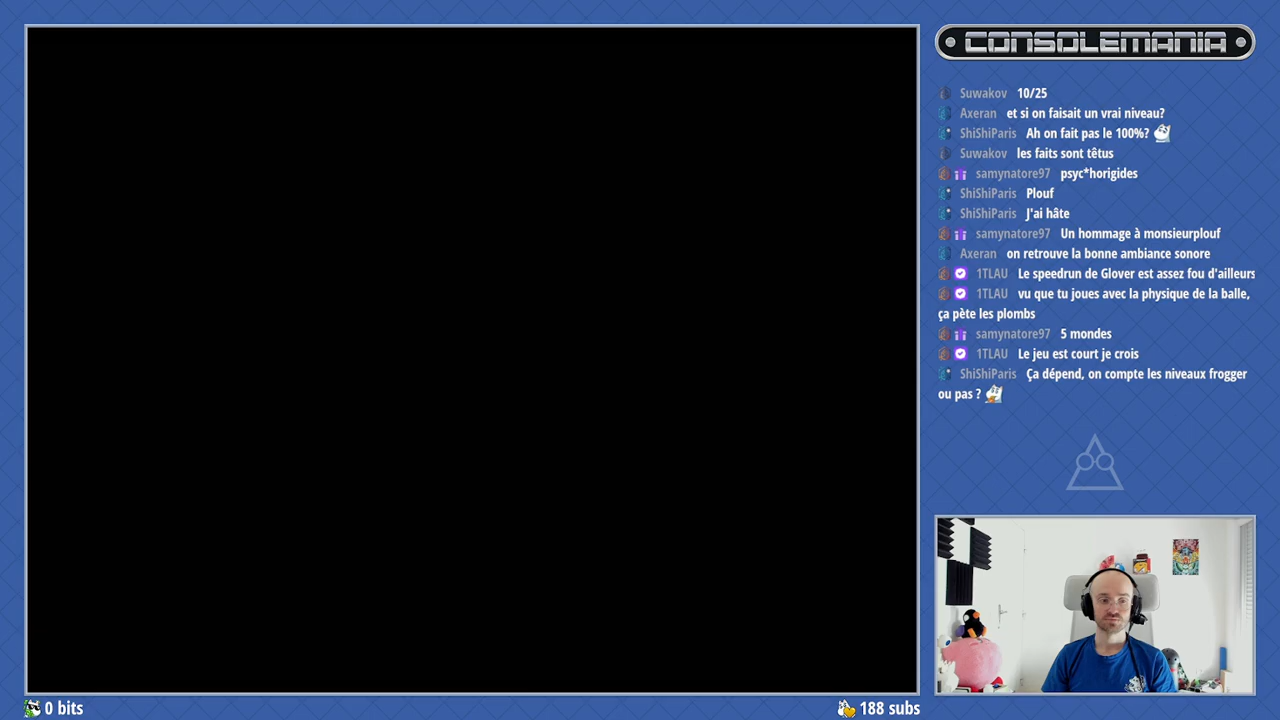 CONSOLEMANIA
Suwakov 10/25
Axeran et si on faisait un vrai niveau?
ShiShiParis Ah on fait pas le 100%?
Suwakov les faits sont têtus
samynatore97 psyc*horigides
ShiShiParis Plouf
ShiShiParis J'ai hâte
samynatore97 Un hommage à monsieurplouf
Axeran on retrouve la bonne ambiance sonore
1TLAU Le speedrun de Glover est assez fou d'ailleurs
1TLAU vu que tu joues avec la physique de la balle,
ça pète les plombs
samynatore97 5 mondes
1TLAU Le jeu est court je crois
ShiShiParis Ça dépend, on compte les niveaux frogger
ou pas ?
0 bits
188 subs